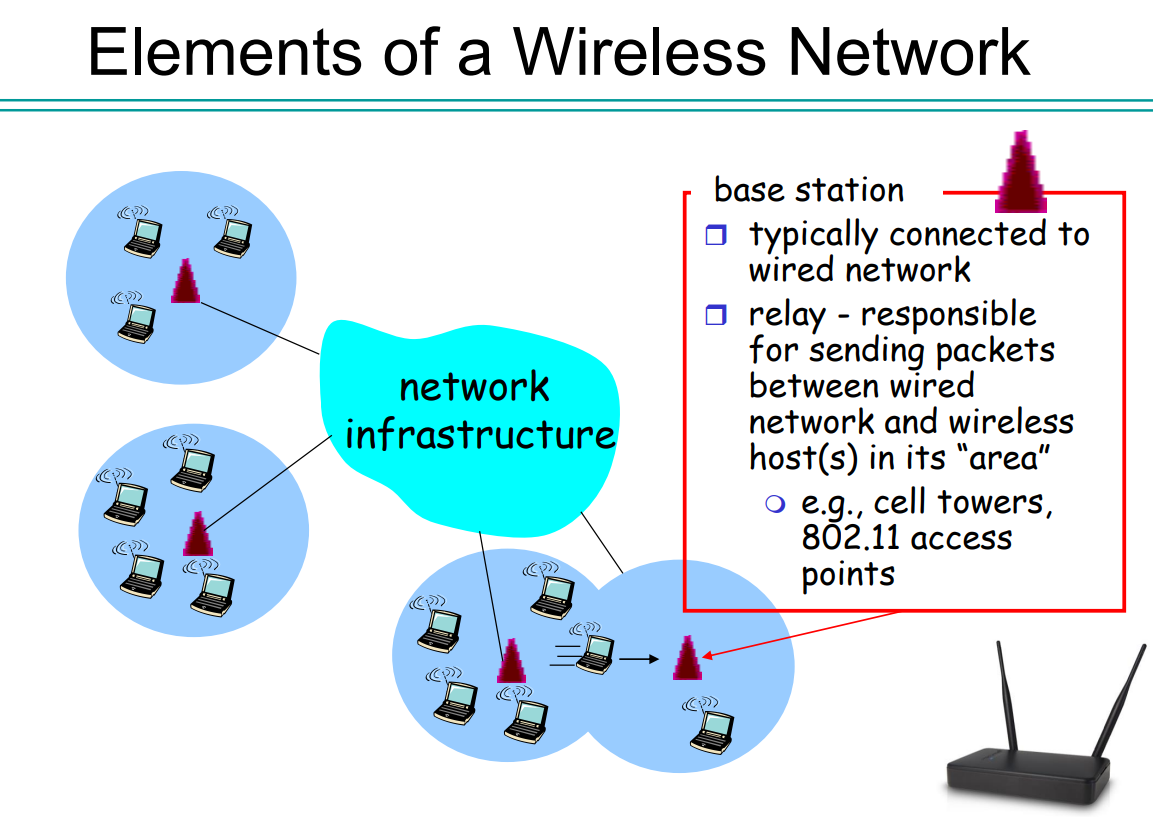 Elements of a Wireless Network
network
infrastructure
base station
typically connected to
wired network
relay - responsible
for sending packets
between wired
network and wireless
host(s) in its “area”
e.g., cell towers,
802.11 access
points